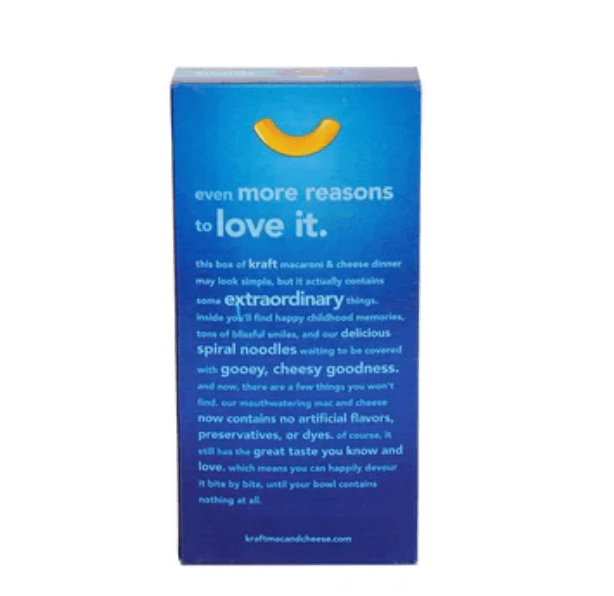 even more reasons
to love it.
this box of kraft macaroni & cheese dinner
may look simple, but it actually contains
some extraordinary things.
inside you'll find happy childhood memories,
tons of blissful smiles, and our delicious
spiral noodles waiting to be covered
with gooey, cheesy goodness.
and now, there are a few things you won't
find. our mouthwatering mac and cheese
now contains no artificial flavors,
preservatives, or dyes. of course, it
still has the great taste you know and
love. which means you can happily devour
it bite by bite, until your bowl contains
nothing at all.
kraftmacandcheese.com